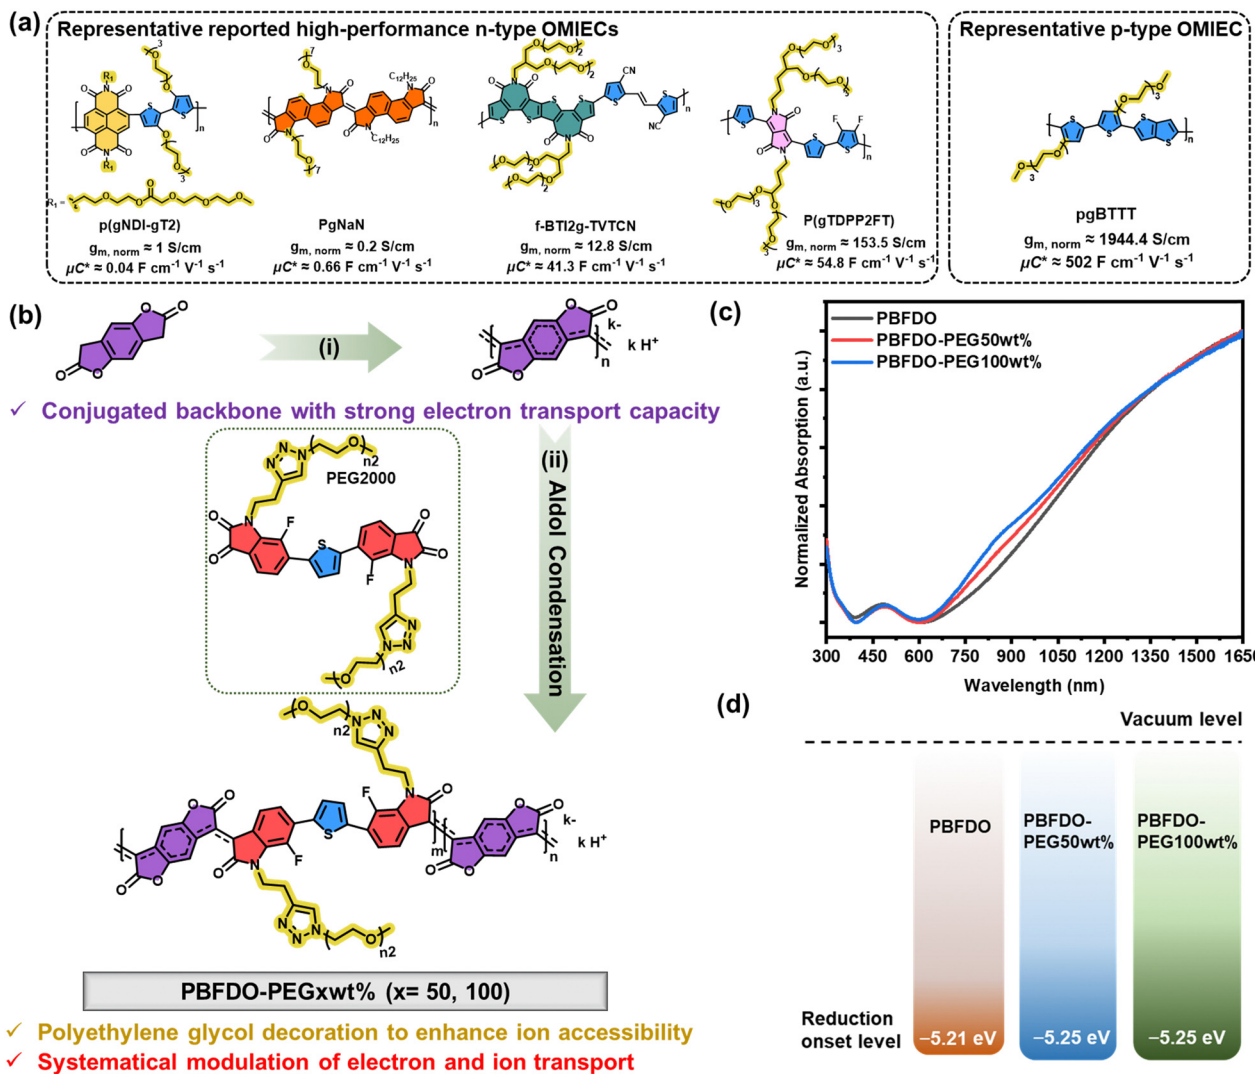 (a)
Representative reported high-performance n-type OMIECs
p(gNDI-gT2)
g_m, norm ≈ 1 S/cm
μC* ≈ 0.04 F cm⁻¹ V⁻¹ s⁻¹
PgNaN
g_m, norm ≈ 0.2 S/cm
μC* ≈ 0.66 F cm⁻¹ V⁻¹ s⁻¹
f-BTI2g-TVTCN
g_m, norm ≈ 12.8 S/cm
μC* ≈ 41.3 F cm⁻¹ V⁻¹ s⁻¹
P(gTDPP2FT)
g_m, norm ≈ 153.5 S/cm
μC* ≈ 54.8 F cm⁻¹ V⁻¹ s⁻¹
Representative p-type OMIEC
pgBTTT
g_m, norm ≈ 1944.4 S/cm
μC* ≈ 502 F cm⁻¹ V⁻¹ s⁻¹
(b)
(i)
k-
n
k H⁺
✓ Conjugated backbone with strong electron transport capacity
PEG2000
(ii) Aldol Condensation
k-
k H⁺
PBFDO-PEGxwt% (x= 50, 100)
✓ Polyethylene glycol decoration to enhance ion accessibility
✓ Systematical modulation of electron and ion transport
(c)
PBFDO
PBFDO-PEG50wt%
PBFDO-PEG100wt%
Normalized Absorption (a.u.)
300 450 600 750 900 1050 1200 1350 1500 1650
Wavelength (nm)
(d)
Vacuum level
PBFDO
PBFDO-
PEG50wt%
PBFDO-
PEG100wt%
Reduction
onset level
−5.21 eV
−5.25 eV
−5.25 eV